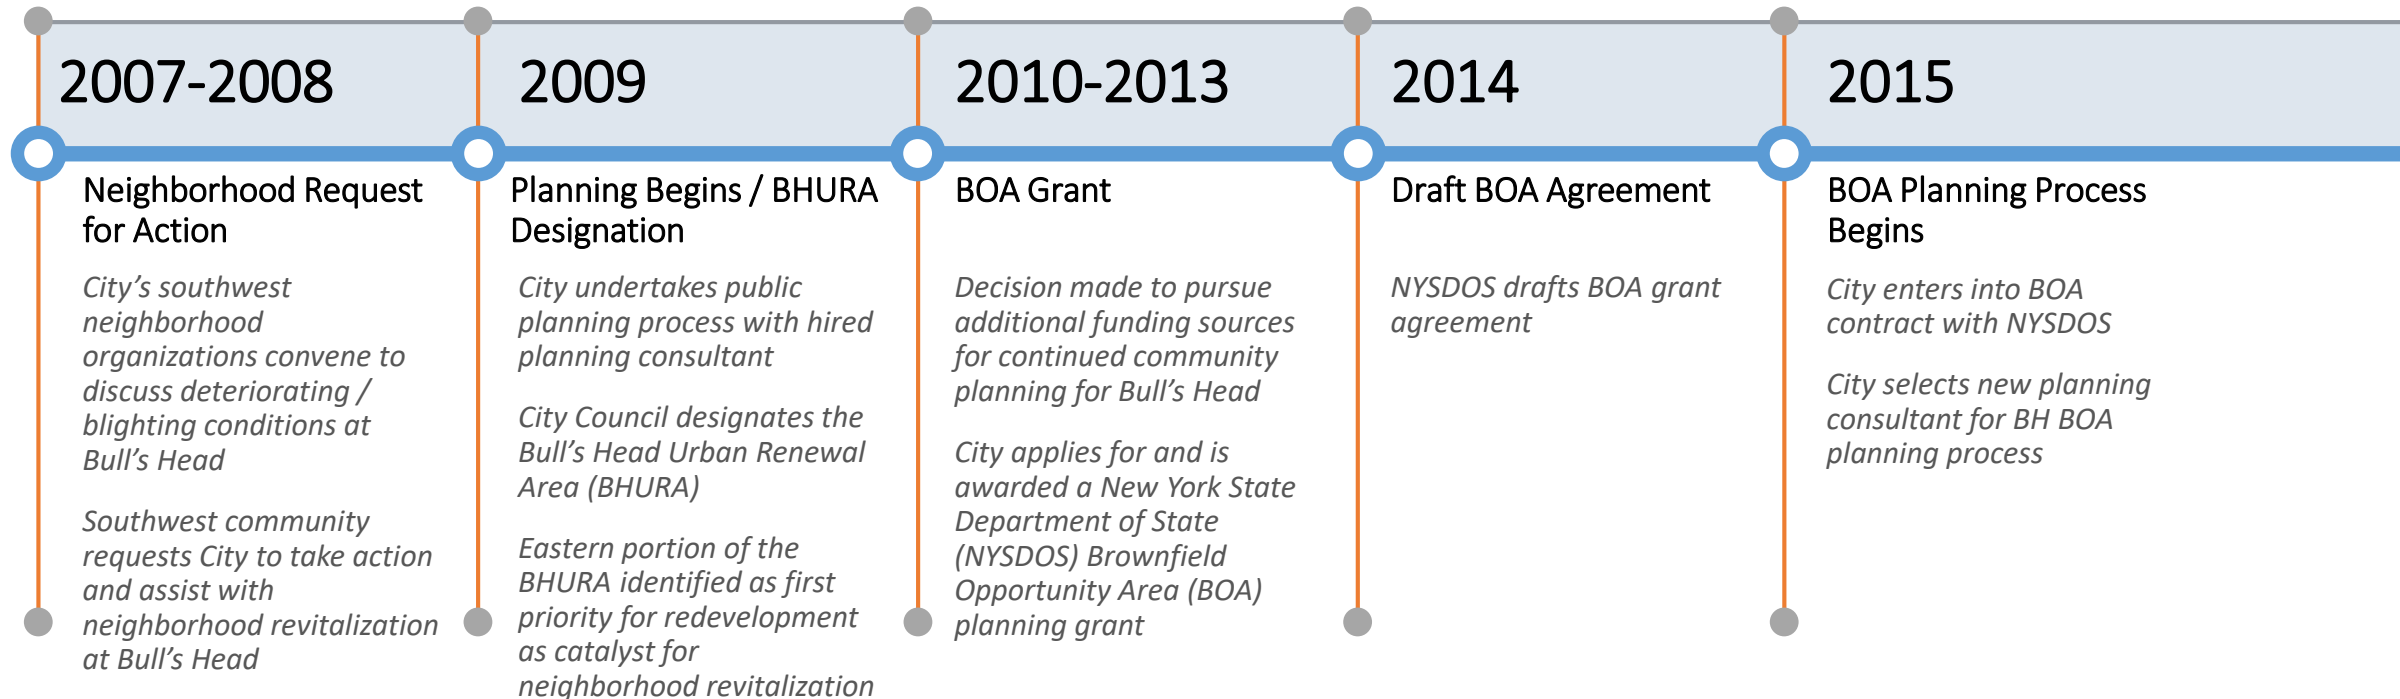 2007-2008
Neighborhood Request
for Action
City's southwest
neighborhood
organizations convene to
discuss deteriorating /
blighting conditions at
Bull's Head
Southwest community
requests City to take action
and assist with
neighborhood revitalization
at Bull's Head
2009
Planning Begins / BHURA
Designation
City undertakes public
planning process with hired
planning consultant
City Council designates the
Bull's Head Urban Renewal
Area (BHURA)
Eastern portion of the
BHURA identified as first
priority for redevelopment
as catalyst for
neighborhood revitalization
2010-2013
BOA Grant
Decision made to pursue
additional funding sources
for continued community
planning for Bull's Head
City applies for and is
awarded a New York State
Department of State
(NYSDOS) Brownfield
Opportunity Area (BOA)
planning grant
2014
Draft BOA Agreement
NYSDOS drafts BOA grant
agreement
2015
BOA Planning Process
Begins
City enters into BOA
contract with NYSDOS
City selects new planning
consultant for BH BOA
planning process